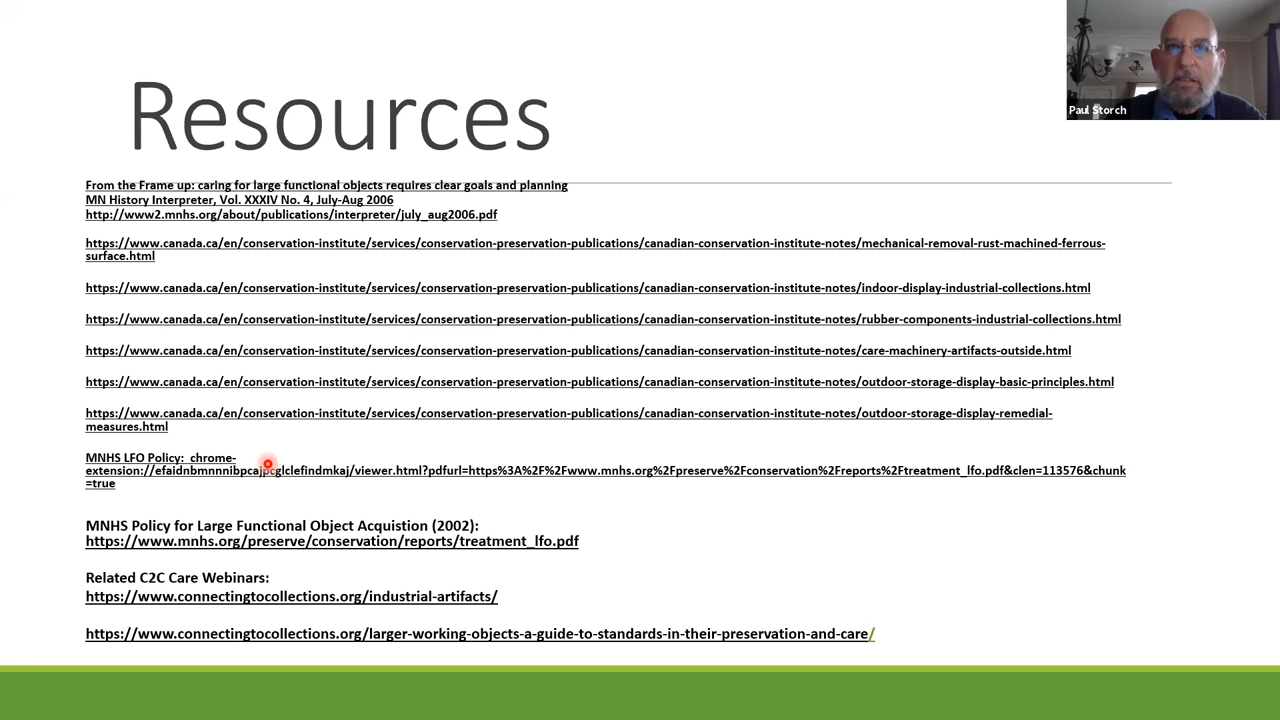 Resources
Paul Storch
From the Frame up: caring for large functional objects requires clear goals and planning
MN History Interpreter, Vol. XXXIV No. 4, July-Aug 2006
http://www2.mnhs.org/about/publications/interpreter/july_aug2006.pdf
https://www.canada.ca/en/conservation-institute/services/conservation-preservation-publications/canadian-conservation-institute-notes/mechanical-removal-rust-machined-ferrous-
surface.html
https://www.canada.ca/en/conservation-institute/services/conservation-preservation-publications/canadian-conservation-institute-notes/indoor-display-industrial-collections.html
https://www.canada.ca/en/conservation-institute/services/conservation-preservation-publications/canadian-conservation-institute-notes/rubber-components-industrial-collections.html
https://www.canada.ca/en/conservation-institute/services/conservation-preservation-publications/canadian-conservation-institute-notes/care-machinery-artifacts-outside.html
https://www.canada.ca/en/conservation-institute/services/conservation-preservation-publications/canadian-conservation-institute-notes/outdoor-storage-display-basic-principles.html
https://www.canada.ca/en/conservation-institute/services/conservation-preservation-publications/canadian-conservation-institute-notes/outdoor-storage-display-remedial-
measures.html
MNHS LFO Policy: chrome-
extension://efaidnbmnnnibpcajpcglclefindmkaj/viewer.html?pdfurl=https%3A%2F%2Fwww.mnhs.org%2Fpreserve%2Fconservation%2Freports%2Ftreatment_lfo.pdf&clen=113576&chunk
=true
MNHS Policy for Large Functional Object Acquistion (2002):
https://www.mnhs.org/preserve/conservation/reports/treatment_lfo.pdf
Related C2C Care Webinars:
https://www.connectingtocollections.org/industrial-artifacts/
https://www.connectingtocollections.org/larger-working-objects-a-guide-to-standards-in-their-preservation-and-care/